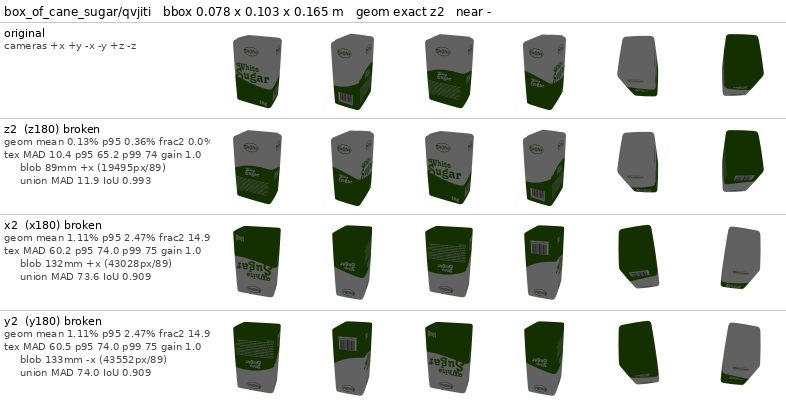 box_of_cane_sugar/qvjiti bbox 0.078 x 0.103 x 0.165 m geom exact z2 near -
original
cameras +x +y -x -y +z -z
White
Sugar
1kg
z2 (z180) broken
geom mean 0.13% p95 0.36% frac2 0.0%
tex MAD 10.4 p95 65.2 p99 74 gain 1.0
blob 89mm +x (19495px/89)
union MAD 11.9 IoU 0.993
White
Sugar
1kg
x2 (x180) broken
geom mean 1.11% p95 2.47% frac2 14.9
tex MAD 60.2 p95 74.0 p99 75 gain 1.0
blob 132mm +x (43028px/89)
union MAD 73.6 IoU 0.909
White
Sugar
y2 (y180) broken
geom mean 1.11% p95 2.47% frac2 14.9
tex MAD 60.5 p95 74.0 p99 75 gain 1.0
blob 133mm -x (43552px/89)
union MAD 74.0 IoU 0.909
White
Sugar